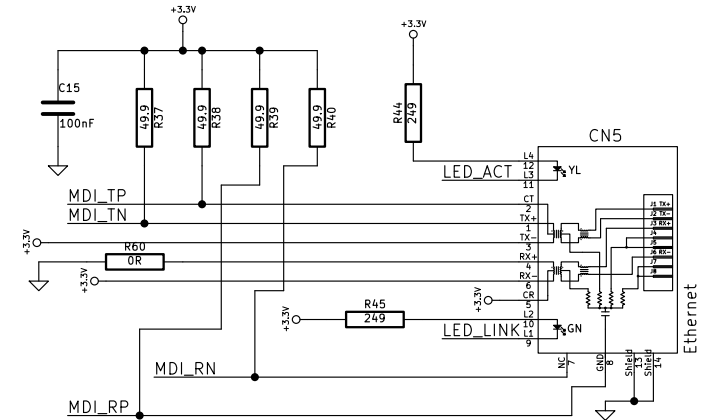 +3.3V
+3.3V
C15
100nF
49.9
R37
49.9
R38
49.9
R39
49.9
R40
R44
249
CN5
L4
12
L3
11
YL
LED_ACT
MDI_TP
MDI_TN
CT
2
TX+
1
TX-
3
RX+
4
RX-
6
CR
5
L2
10
L1
9
J1 TX+
J2 TX-
J3 RX+
J4
J5
J6 RX-
J7
J8
+3.3V
R60
0R
+3.3V
+3.3V
R45
249
+3.3V
LED_LINK
GN
Ethernet
MDI_RN
NC
7
GND
8
Shield
13
Shield
14
MDI_RP